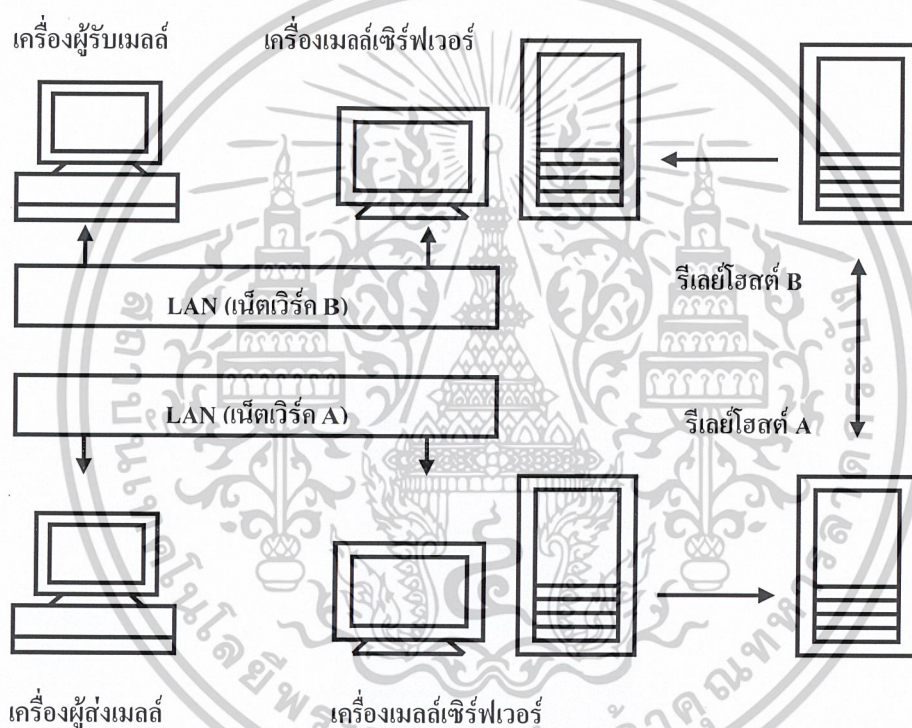 เครื่องผู้รับเมลล์ เครื่องเมลล์เซิร์ฟเวอร์
รีเลย์โฮสต์ B
LAN (เน็ตเวิร์ค B)
LAN (เน็ตเวิร์ค A)
รีเลย์โฮสต์ A
เครื่องผู้ส่งเมลล์ เครื่องเมลล์เซิร์ฟเวอร์